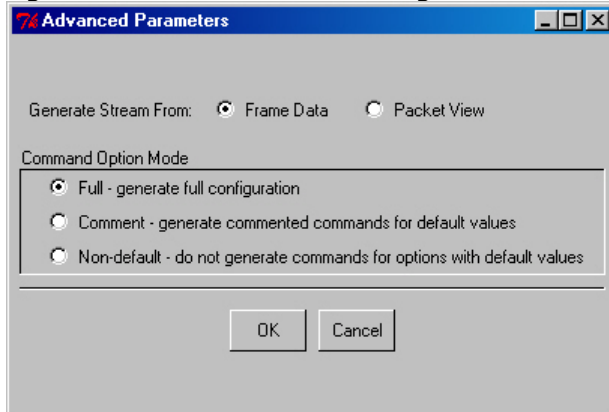 Advanced Parameters
Generate Stream From: Frame Data Packet View
Command Option Mode
Full - generate full configuration
Comment - generate commented commands for default values
Non-default - do not generate commands for options with default values
OK Cancel